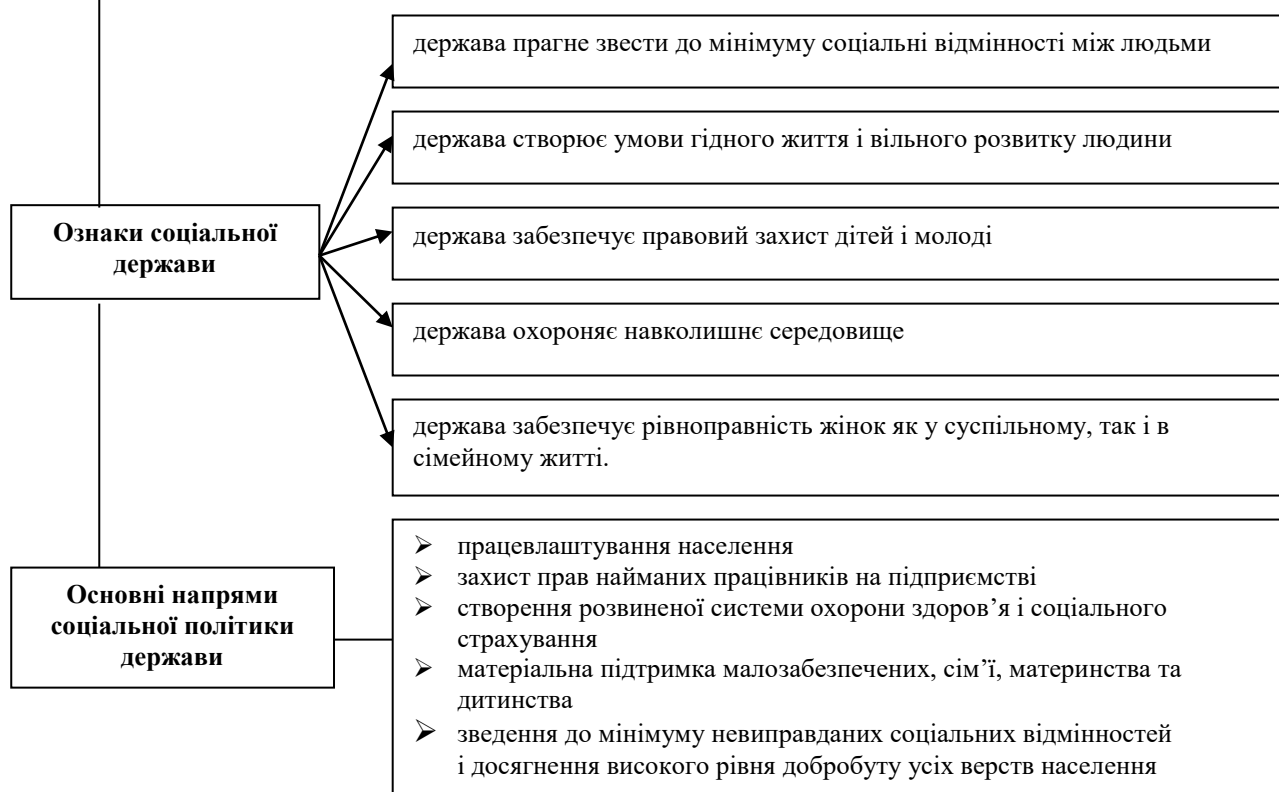 держава прагне звести до мінімуму соціальні відмінності між людьми
держава створює умови гідного життя і вільного розвитку людини
Ознаки соціальної
держави
держава забезпечує правовий захист дітей і молоді
держава охороняє навколишнє середовище
держава забезпечує рівноправність жінок як у суспільному, так і в
сімейному житті.
Основні напрями
соціальної політики
держави
➢ працевлаштування населення
➢ захист прав найманих працівників на підприємстві
➢ створення розвиненої системи охорони здоров’я і соціального
страхування
➢ матеріальна підтримка малозабезпечених, сім’ї, материнства та
дитинства
➢ зведення до мінімуму невиправданих соціальних відмінностей
і досягнення високого рівня добробуту усіх верств населення